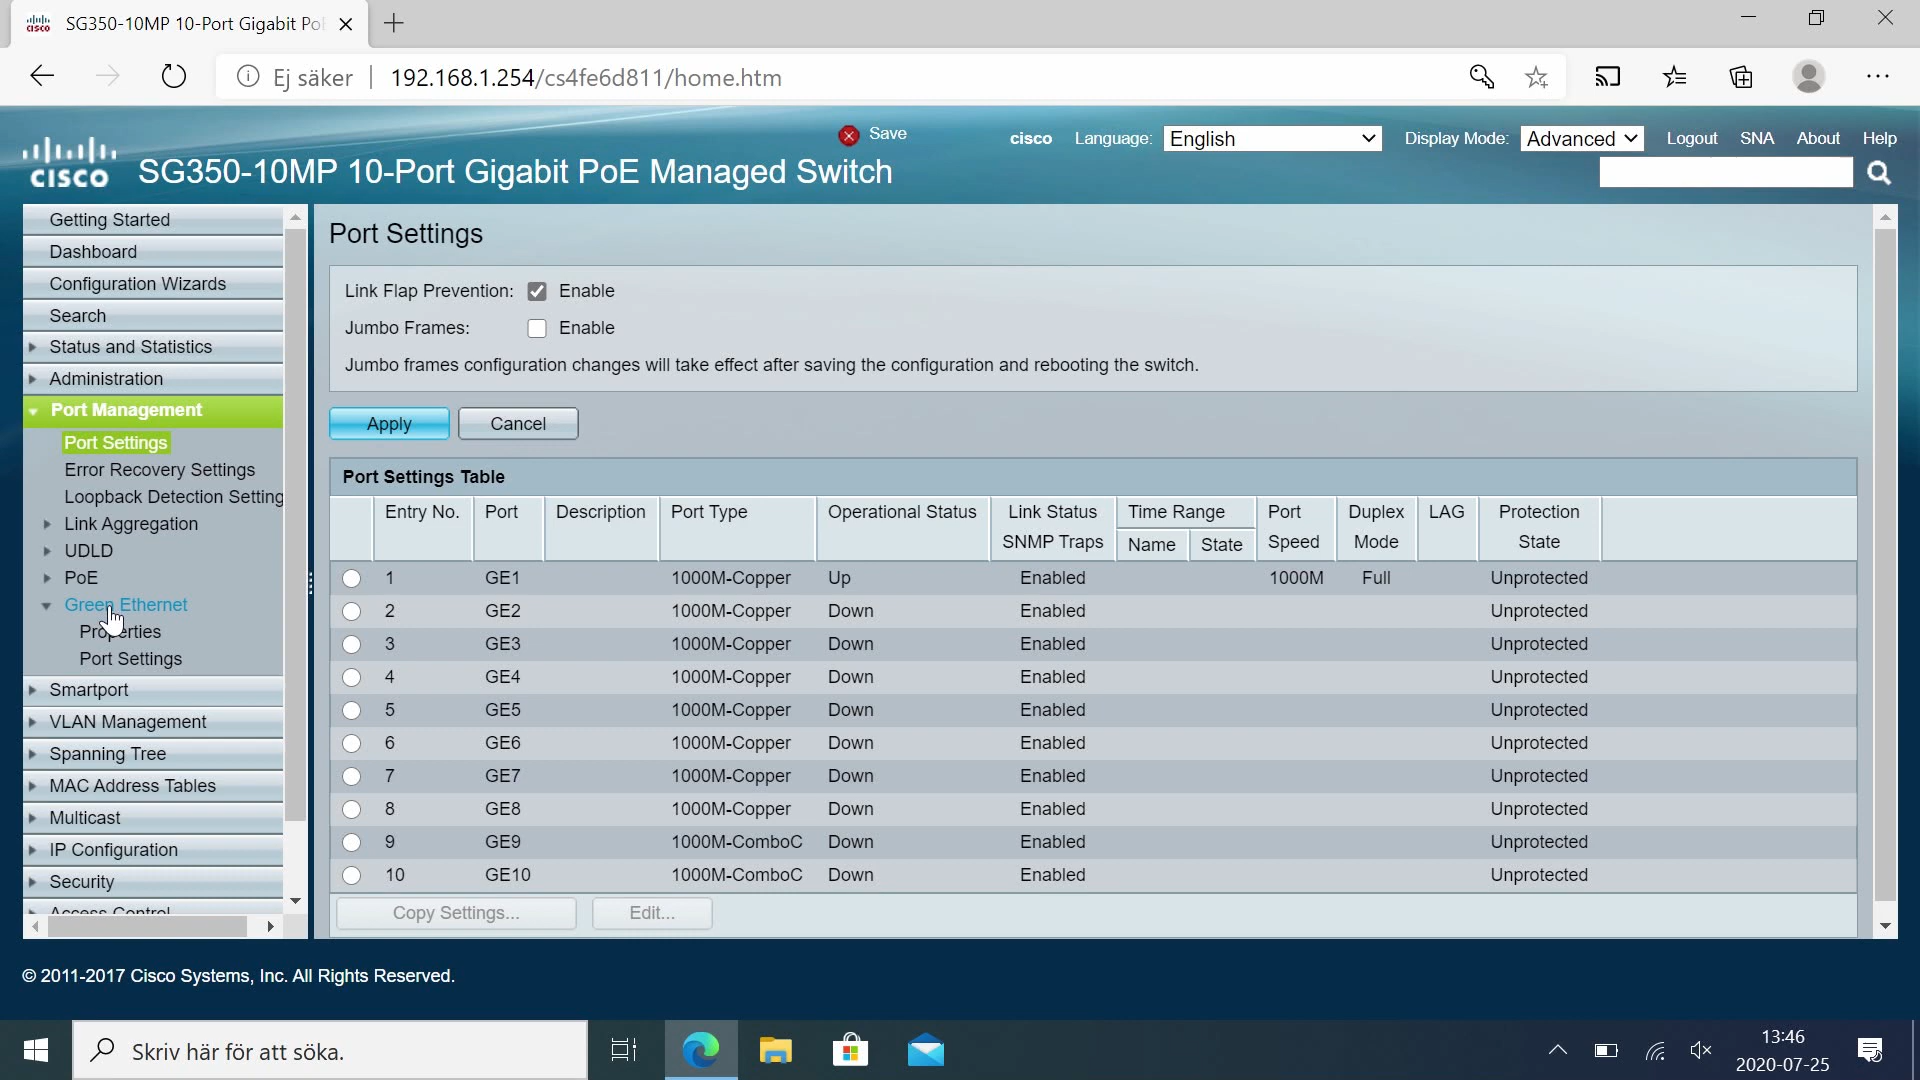 SG350-10MP 10-Port Gigabit Po
Ej säker | 192.168.1.254/cs4fe6d811/home.htm
Save
cisco Language: English Display Mode: Advanced Logout SNA About Help
CISCO SG350-10MP 10-Port Gigabit PoE Managed Switch
Getting Started
Dashboard
Configuration Wizards
Search
Status and Statistics
Administration
Port Management
Port Settings
Error Recovery Settings
Loopback Detection Setting
Link Aggregation
UDLD
PoE
Green Ethernet
Properties
Port Settings
Smartport
VLAN Management
Spanning Tree
MAC Address Tables
Multicast
IP Configuration
Security
Access Control
Port Settings
Link Flap Prevention: Enable
Jumbo Frames: Enable
Jumbo frames configuration changes will take effect after saving the configuration and rebooting the switch.
Apply Cancel
Port Settings Table
Entry No. Port Description Port Type Operational Status Link Status SNMP Traps Time Range Name State Port Speed Duplex Mode LAG Protection State
1 GE1 1000M-Copper Up Enabled 1000M Full Unprotected
2 GE2 1000M-Copper Down Enabled Unprotected
3 GE3 1000M-Copper Down Enabled Unprotected
4 GE4 1000M-Copper Down Enabled Unprotected
5 GE5 1000M-Copper Down Enabled Unprotected
6 GE6 1000M-Copper Down Enabled Unprotected
7 GE7 1000M-Copper Down Enabled Unprotected
8 GE8 1000M-Copper Down Enabled Unprotected
9 GE9 1000M-ComboC Down Enabled Unprotected
10 GE10 1000M-ComboC Down Enabled Unprotected
Copy Settings... Edit...
© 2011-2017 Cisco Systems, Inc. All Rights Reserved.
Skriv här för att söka.
13:46
2020-07-25